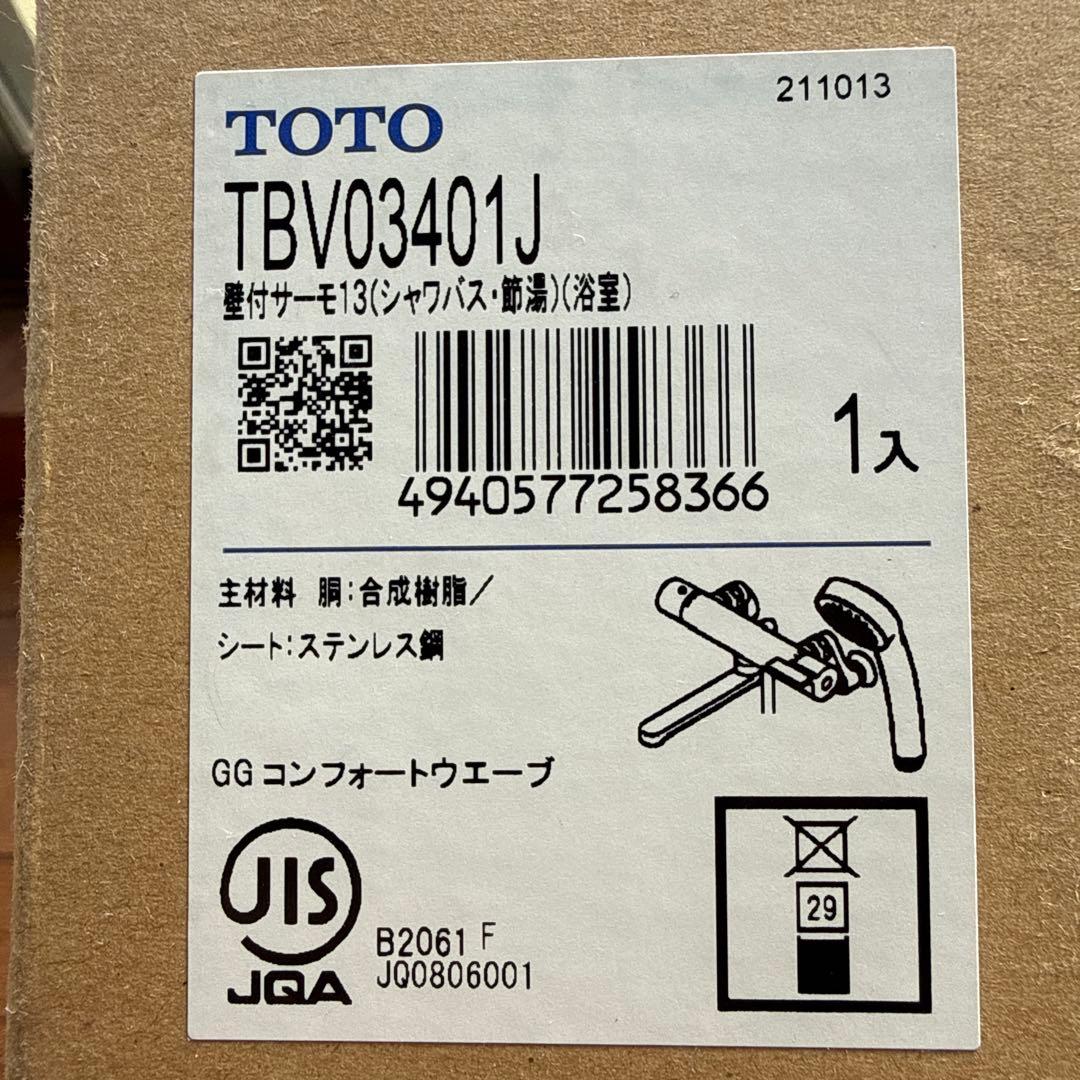 211013
TOTO
TBV03401J
壁付サーモ13(シャワバス・節湯)(浴室)
4940577258366
1入
主材料 胴:合成樹脂/
シート:ステンレス鋼
GGコンフォートウエーブ
JIS
JQA
B2061 F
JQ0806001
29